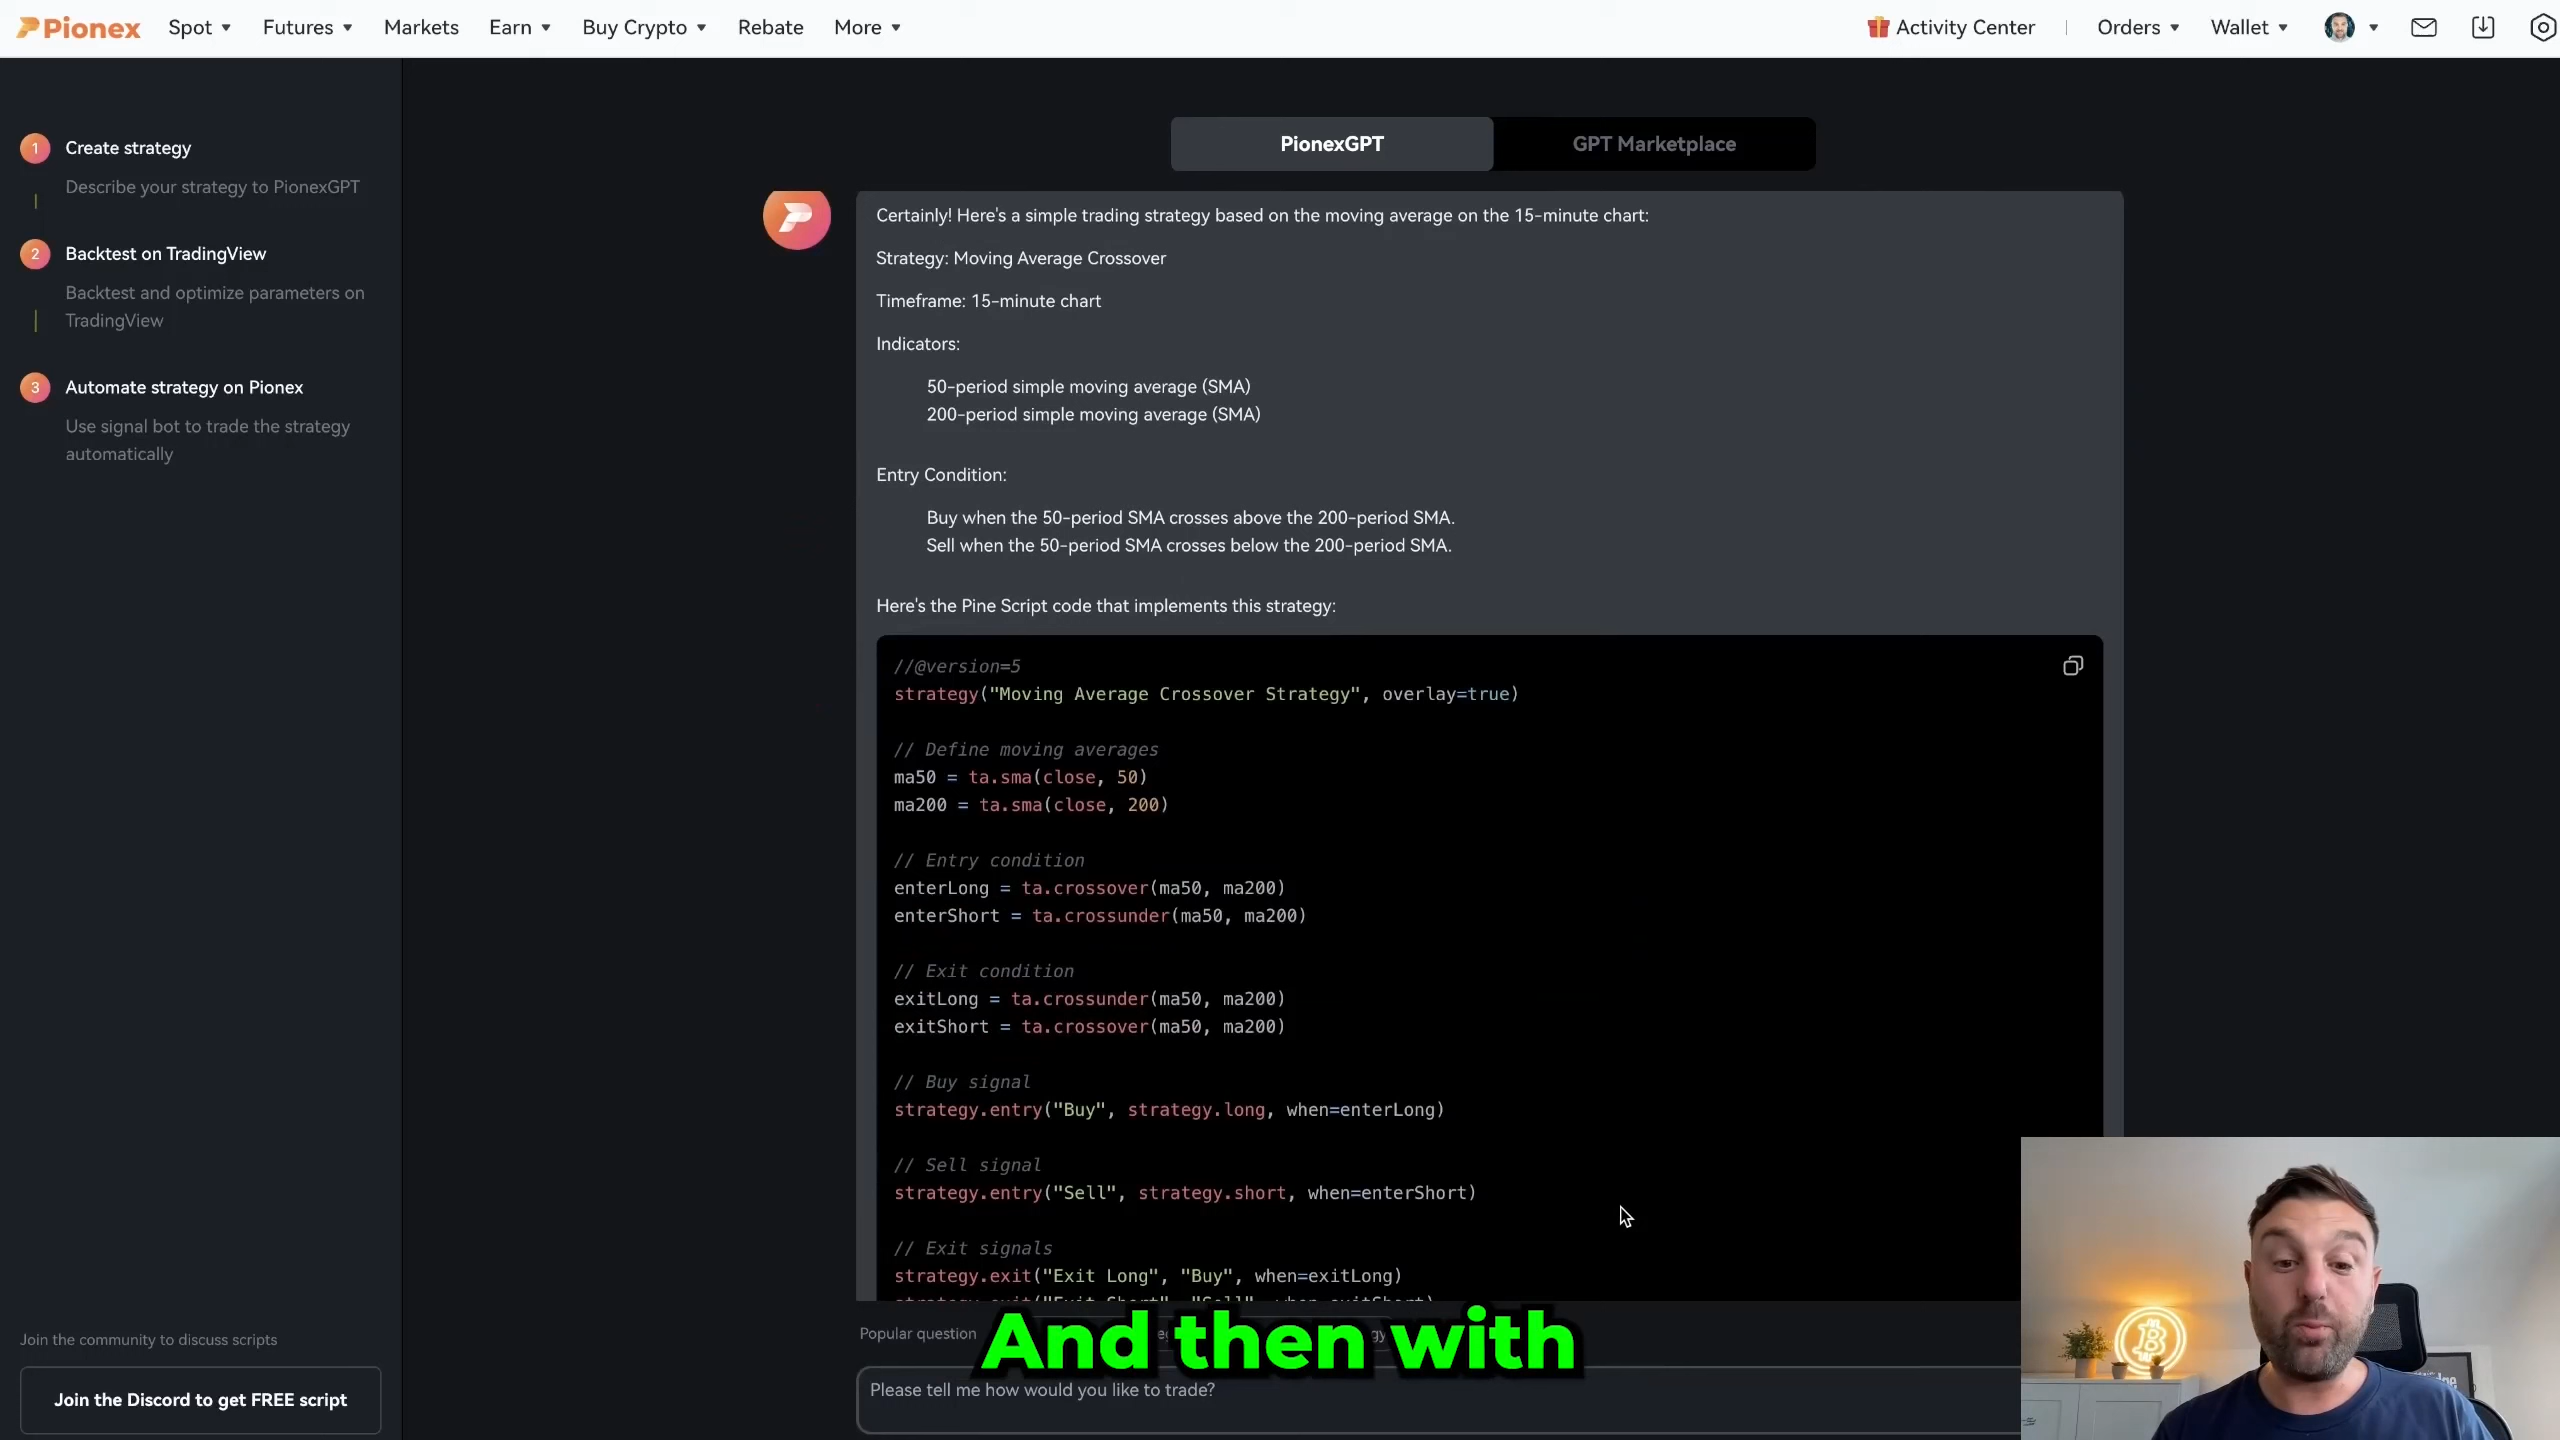 Pionex
Spot
Futures
Markets
Earn
Buy Crypto
Rebate
More
Activity Center
Orders
Wallet
1
Create strategy
Describe your strategy to PionexGPT
2
Backtest on TradingView
Backtest and optimize parameters on
TradingView
3
Automate strategy on Pionex
Use signal bot to trade the strategy
automatically
Join the community to discuss scripts
Join the Discord to get FREE script
PionexGPT
GPT Marketplace
Certainly! Here's a simple trading strategy based on the moving average on the 15-minute chart:
Strategy: Moving Average Crossover
Timeframe: 15-minute chart
Indicators:
50-period simple moving average (SMA)
200-period simple moving average (SMA)
Entry Condition:
Buy when the 50-period SMA crosses above the 200-period SMA.
Sell when the 50-period SMA crosses below the 200-period SMA.
Here's the Pine Script code that implements this strategy:
//@version=5
strategy("Moving Average Crossover Strategy", overlay=true)
// Define moving averages
ma50 = ta.sma(close, 50)
ma200 = ta.sma(close, 200)
// Entry condition
enterLong = ta.crossover(ma50, ma200)
enterShort = ta.crossunder(ma50, ma200)
// Exit condition
exitLong = ta.crossunder(ma50, ma200)
exitShort = ta.crossover(ma50, ma200)
// Buy signal
strategy.entry("Buy", strategy.long, when=enterLong)
// Sell signal
strategy.entry("Sell", strategy.short, when=enterShort)
// Exit signals
strategy.exit("Exit Long", "Buy", when=exitLong)
Popular question
And then with
Please tell me how would you like to trade?